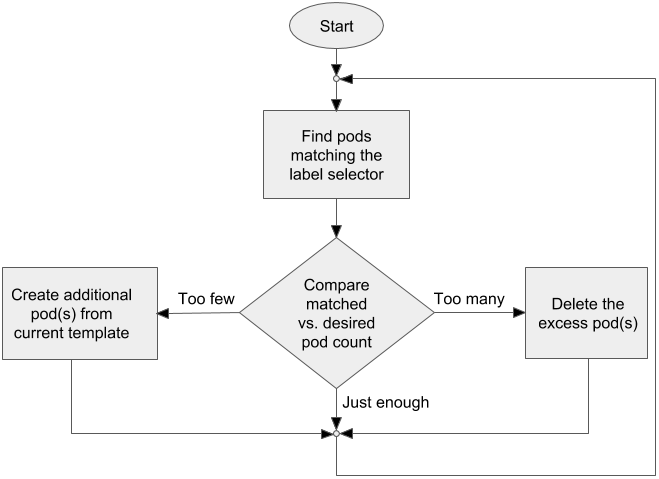 Start
Find pods
matching the
label selector
Compare
matched
vs. desired
pod count
Too few
Too many
Create additional
pod(s) from
current template
Delete the
excess pod(s)
Just enough